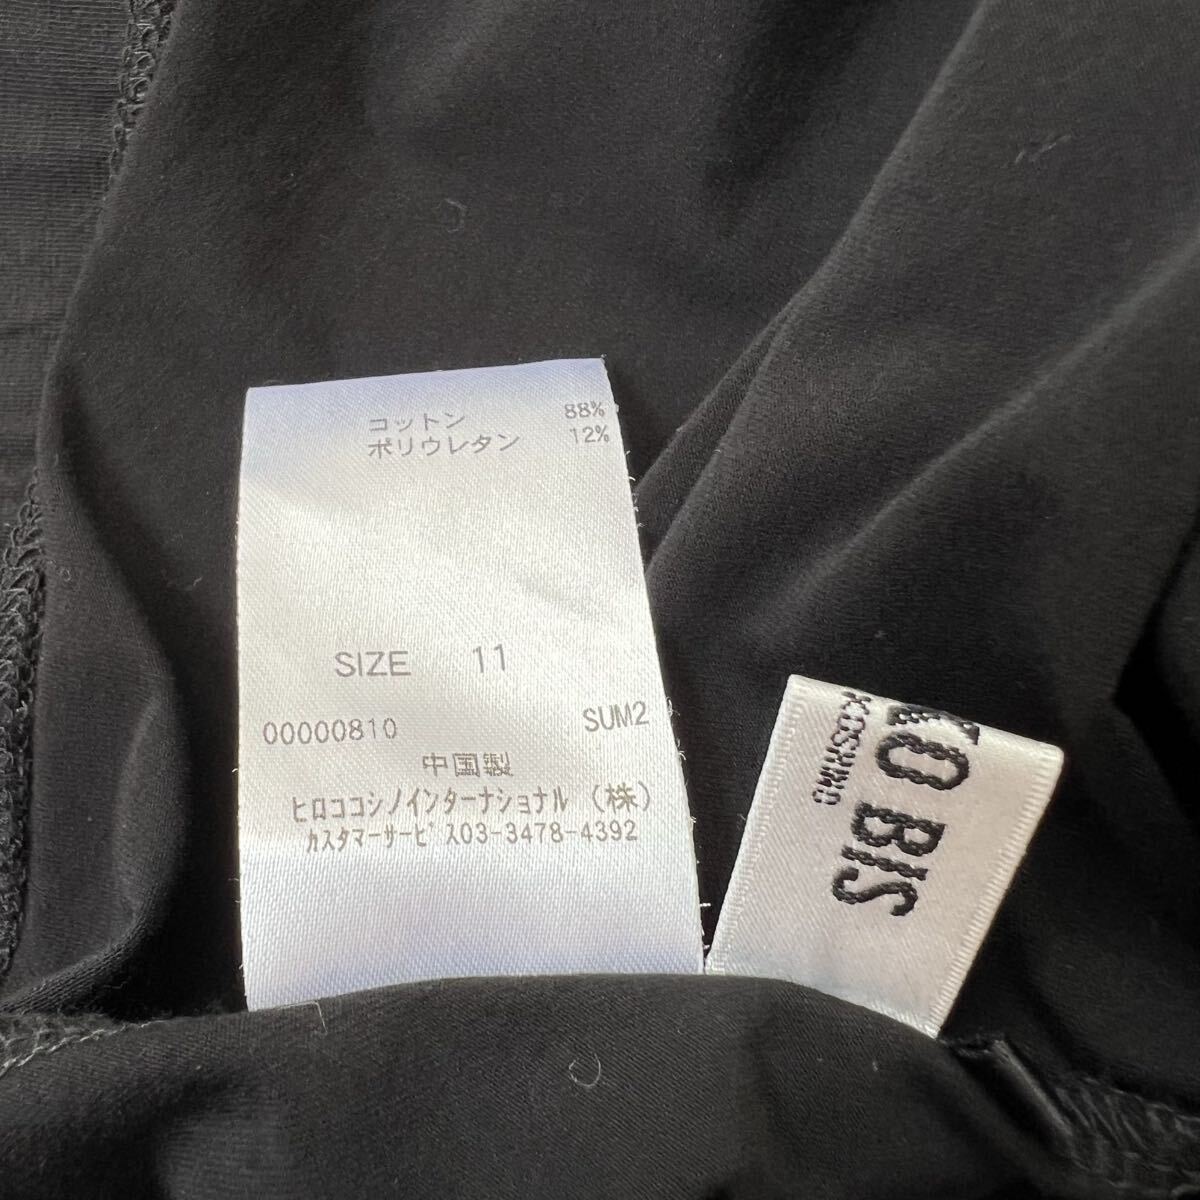 コットン 88%
ポリウレタン 12%
SIZE 11
00000810 SUM2
中国製
ヒロココシノインターナショナル（株）
カスタマーサービス03-3478-4392
KO BIS
KOSHINO